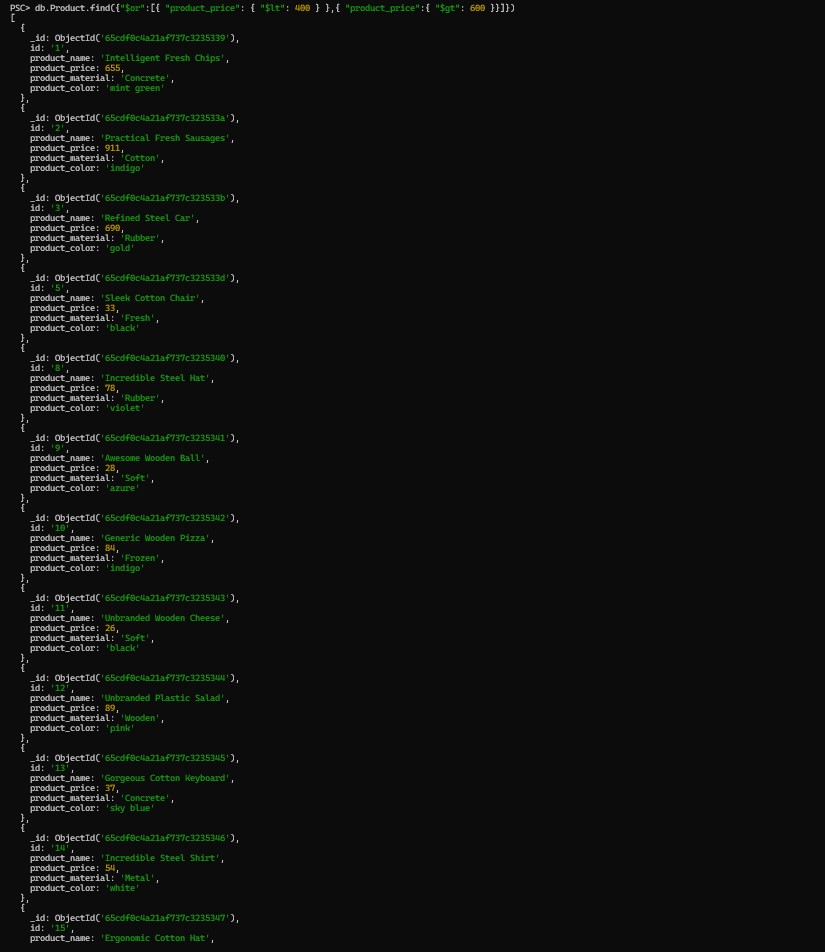 PSC> db.Product.find({"$or":[{ "product_price": { "$lt": 400 } },{ "product_price":{ "$gt": 600 }}]})
[
{
_id: ObjectId('65cdf0c4a21af737c3235339'),
id: '1',
product_name: 'Intelligent Fresh Chips',
product_price: 655,
product_material: 'Concrete',
product_color: 'mint green'
},
{
_id: ObjectId('65cdf0c4a21af737c323533a'),
id: '2',
product_name: 'Practical Fresh Sausages',
product_price: 911,
product_material: 'Cotton',
product_color: 'indigo'
},
{
_id: ObjectId('65cdf0c4a21af737c323533b'),
id: '3',
product_name: 'Refined Steel Car',
product_price: 690,
product_material: 'Rubber',
product_color: 'gold'
},
{
_id: ObjectId('65cdf0c4a21af737c323533d'),
id: '5',
product_name: 'Sleek Cotton Chair',
product_price: 33,
product_material: 'Fresh',
product_color: 'black'
},
{
_id: ObjectId('65cdf0c4a21af737c3235340'),
id: '8',
product_name: 'Incredible Steel Hat',
product_price: 78,
product_material: 'Rubber',
product_color: 'violet'
},
{
_id: ObjectId('65cdf0c4a21af737c3235341'),
id: '9',
product_name: 'Awesome Wooden Ball',
product_price: 28,
product_material: 'Soft',
product_color: 'azure'
},
{
_id: ObjectId('65cdf0c4a21af737c3235342'),
id: '10',
product_name: 'Generic Wooden Pizza',
product_price: 84,
product_material: 'Frozen',
product_color: 'indigo'
},
{
_id: ObjectId('65cdf0c4a21af737c3235343'),
id: '11',
product_name: 'Unbranded Wooden Cheese',
product_price: 26,
product_material: 'Soft',
product_color: 'black'
},
{
_id: ObjectId('65cdf0c4a21af737c3235344'),
id: '12',
product_name: 'Unbranded Plastic Salad',
product_price: 89,
product_material: 'Wooden',
product_color: 'pink'
},
{
_id: ObjectId('65cdf0c4a21af737c3235345'),
id: '13',
product_name: 'Gorgeous Cotton Keyboard',
product_price: 37,
product_material: 'Concrete',
product_color: 'sky blue'
},
{
_id: ObjectId('65cdf0c4a21af737c3235346'),
id: '14',
product_name: 'Incredible Steel Shirt',
product_price: 54,
product_material: 'Metal',
product_color: 'white'
},
{
_id: ObjectId('65cdf0c4a21af737c3235347'),
id: '15',
product_name: 'Ergonomic Cotton Hat',